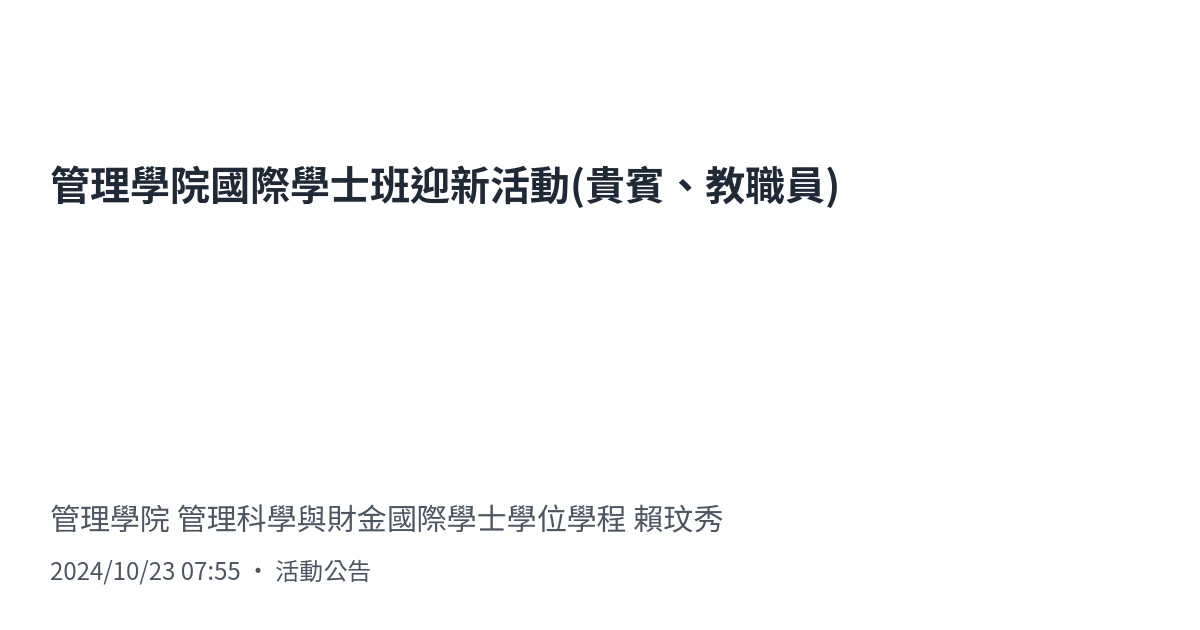 管理學院國際學士班迎新活動(貴賓、教職員)
管理學院 管理科學與財金國際學士學位學程 賴玟秀
2024/10/23 07:55 • 活動公告